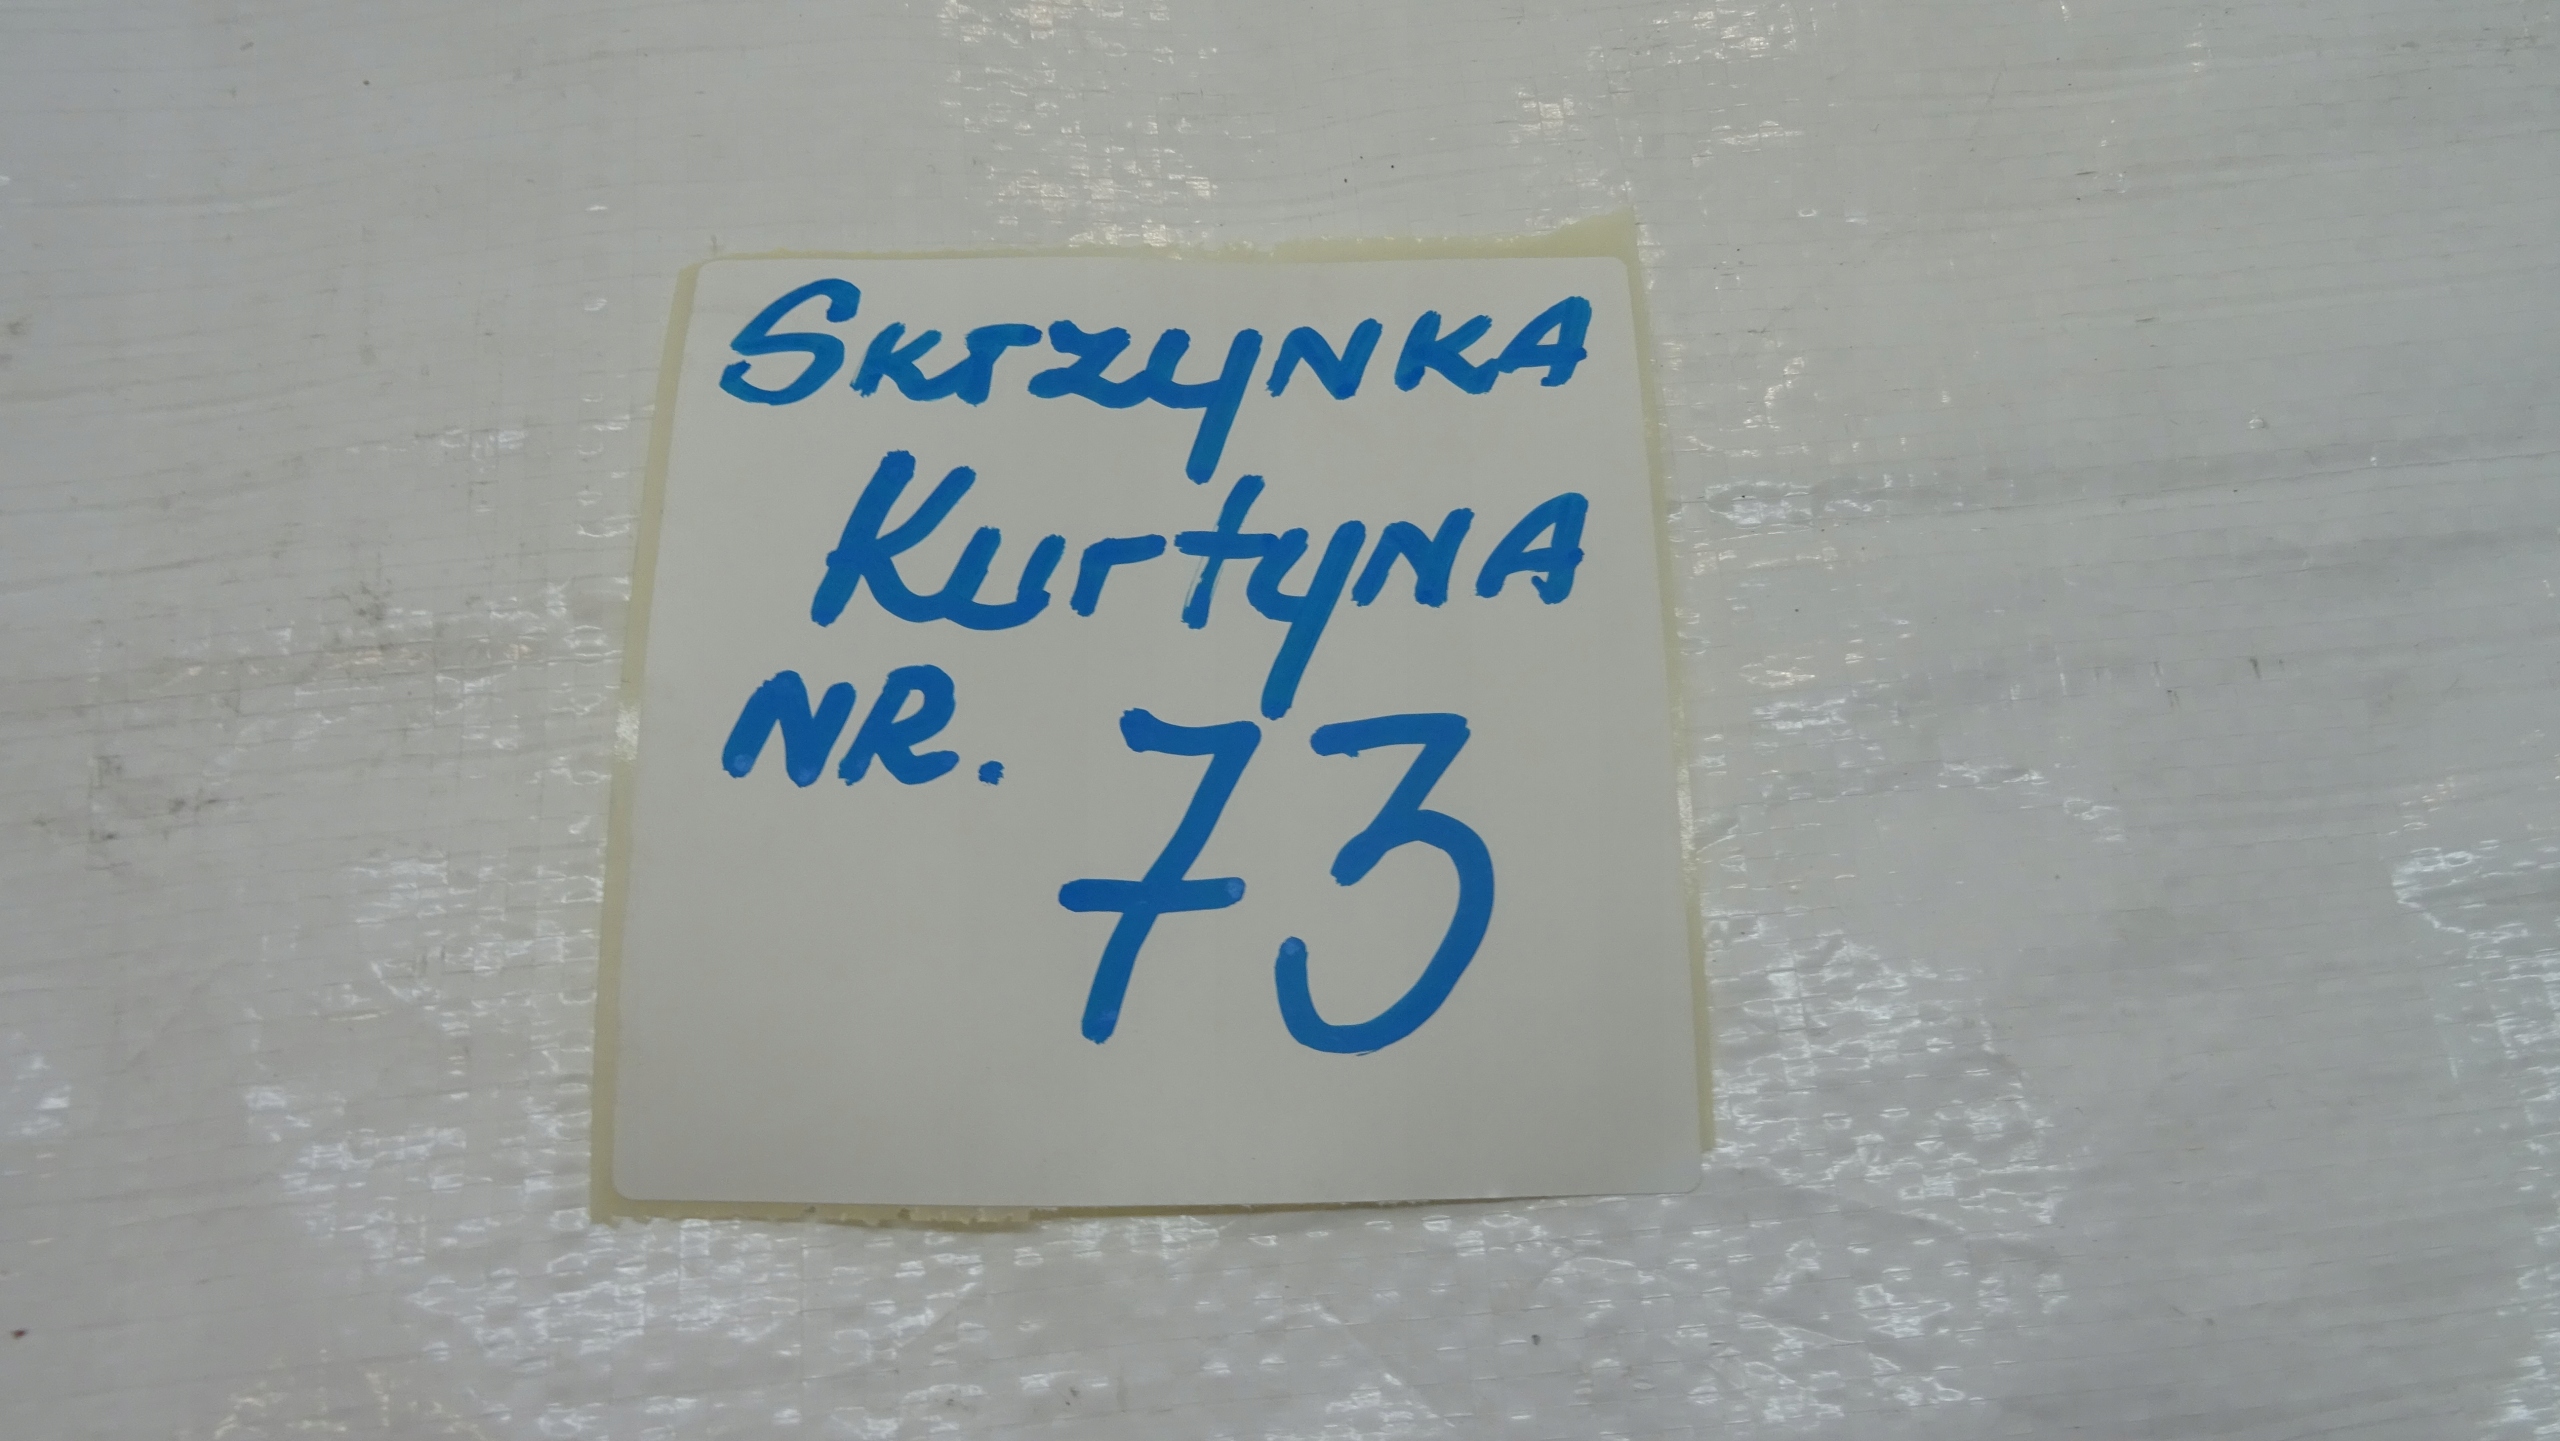 Skrzynka
Kurtyna
NR. 73